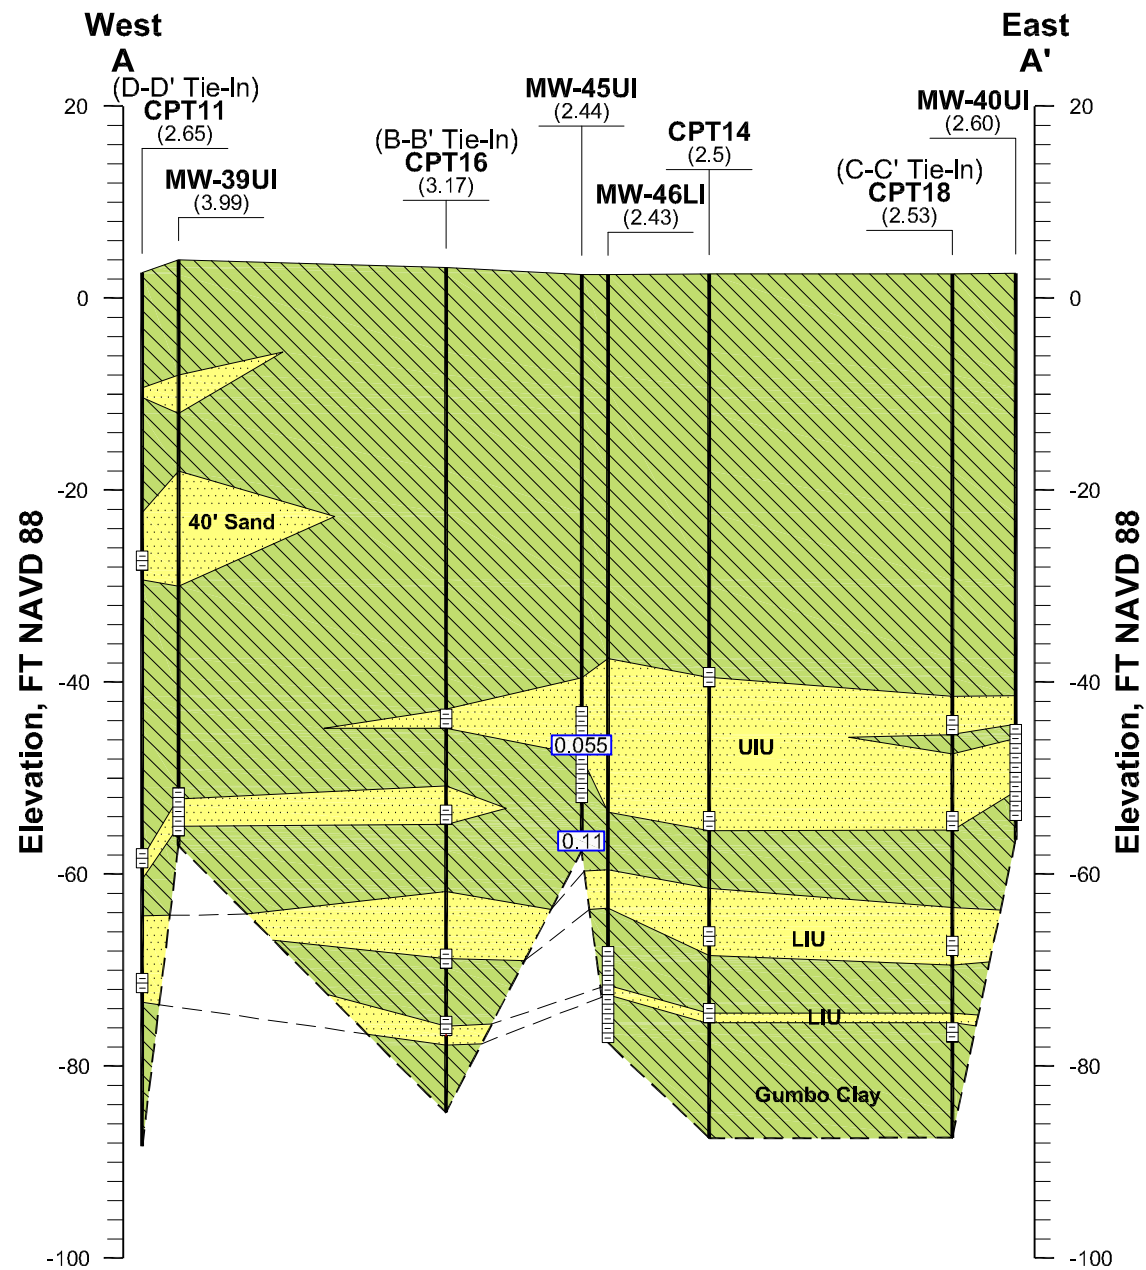 West
East
A
A'
(D-D' Tie-In)
CPT11
(2.65)
MW-39UI
(3.99)
(B-B' Tie-In)
CPT16
(3.17)
MW-45UI
(2.44)
MW-46LI
(2.43)
CPT14
(2.5)
(C-C' Tie-In)
CPT18
(2.53)
MW-40UI
(2.60)
20
0
-20
-40
-60
-80
-100
Elevation, FT NAVD 88
40' Sand
0.055
0.11
UIU
LIU
LIU
Gumbo Clay
20
0
-20
-40
-60
-80
-100
Elevation, FT NAVD 88